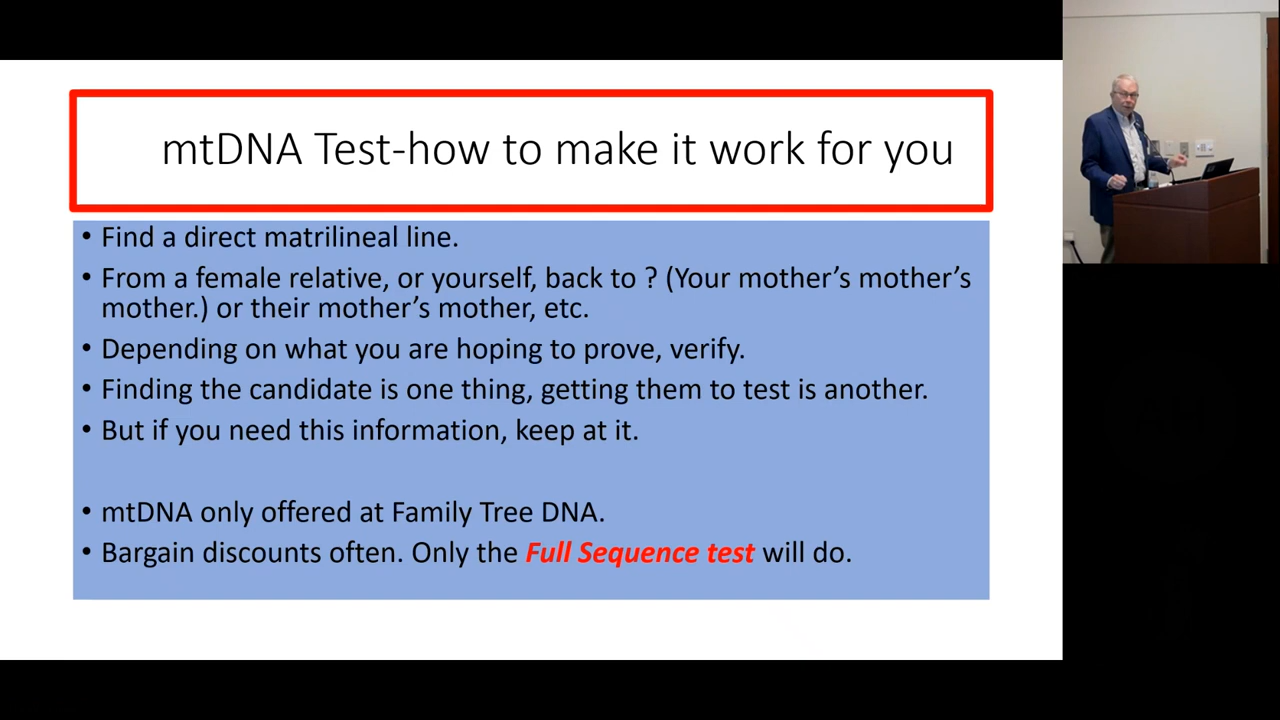 mtDNA Test-how to make it work for you
• Find a direct matrilineal line.
• From a female relative, or yourself, back to ? (Your mother’s mother’s
mother.) or their mother’s mother, etc.
• Depending on what you are hoping to prove, verify.
• Finding the candidate is one thing, getting them to test is another.
• But if you need this information, keep at it.
• mtDNA only offered at Family Tree DNA.
• Bargain discounts often. Only the Full Sequence test will do.